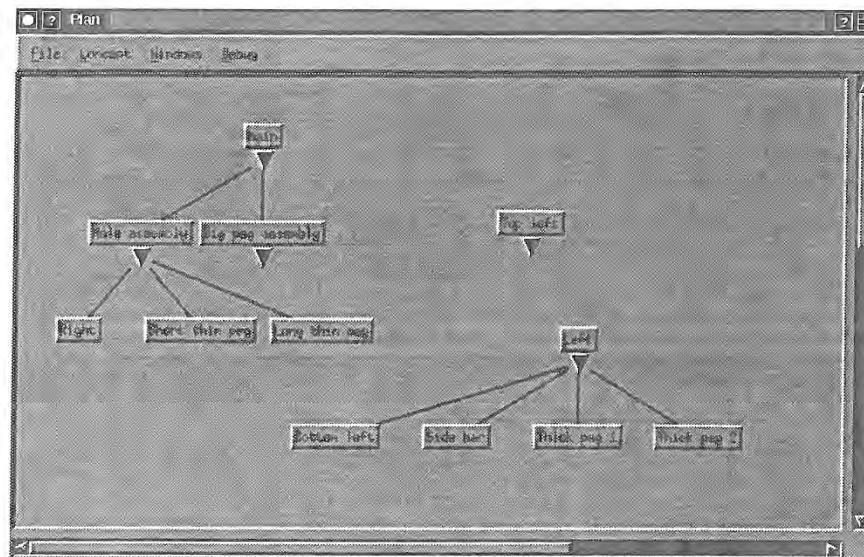 Plan
File Concept Windows Debug
Main
Hole assembly Big peg assembly Top left
Right Short thin peg Long thin peg
Left
Bottom left Side bar Thick peg 1 Thick peg 2